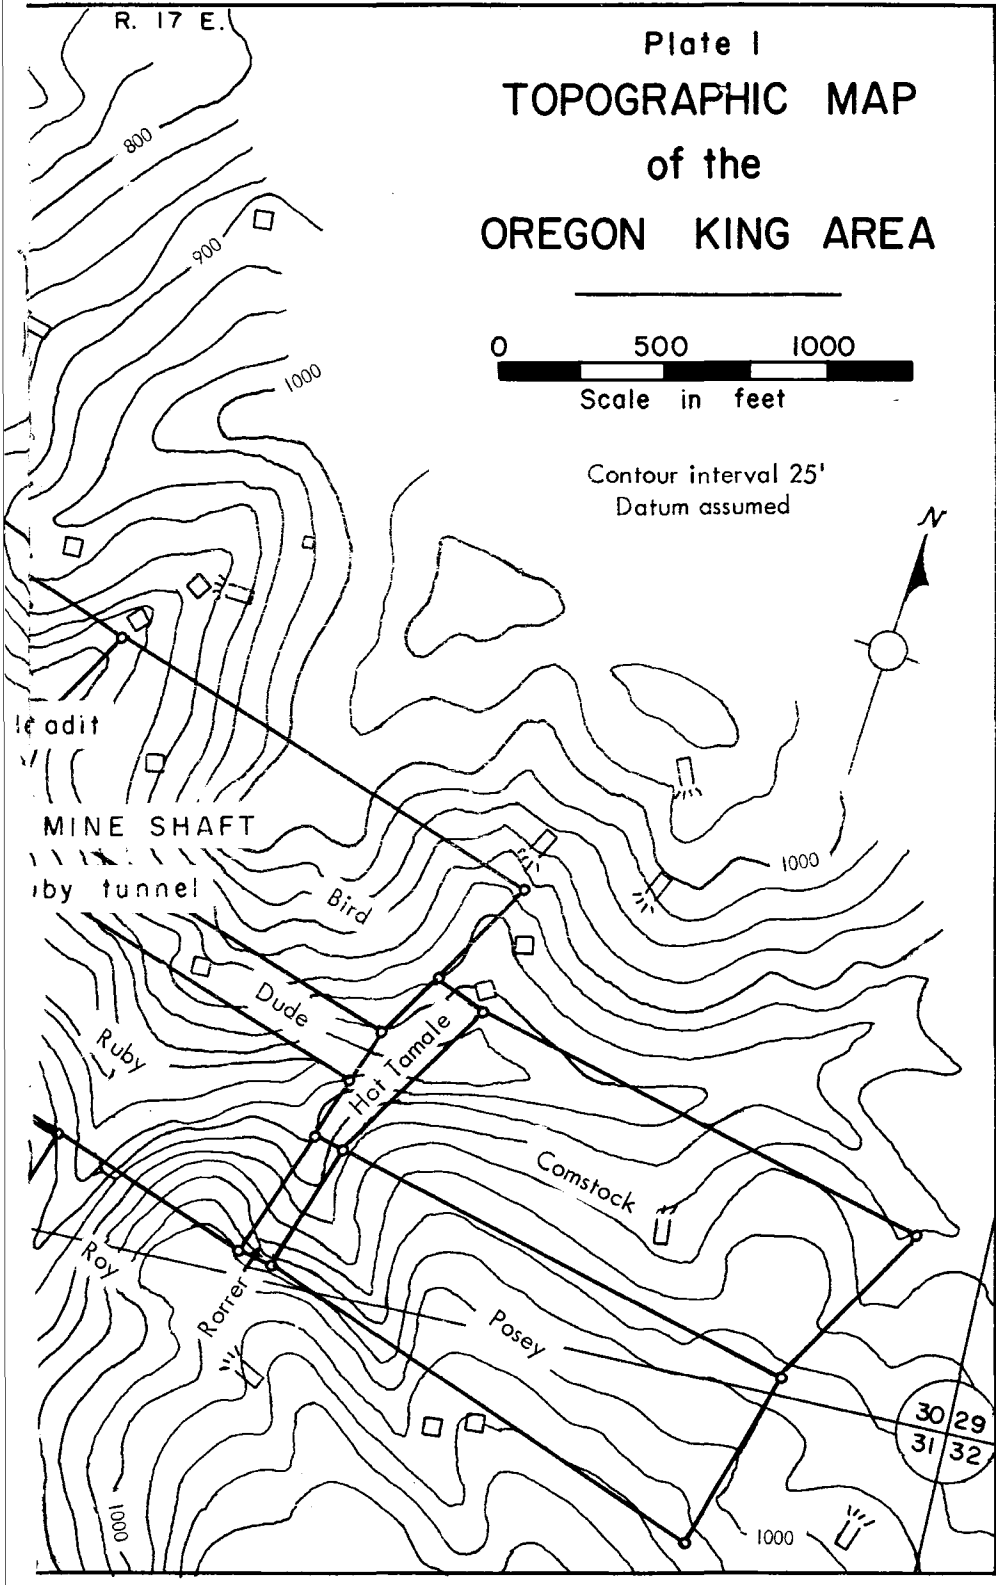 R. 17 E.
Plate I
TOPOGRAPHIC MAP
of the
OREGON KING AREA
0 500 1000
Scale in feet
Contour interval 25'
Datum assumed
N
800
900
1000
adit
MINE SHAFT
tunnel
Bird
1000
Dude
Hot Tamale
Ruby
Comstock
Roy
Rorrer
Posey
30 29
31 32
1000
1000